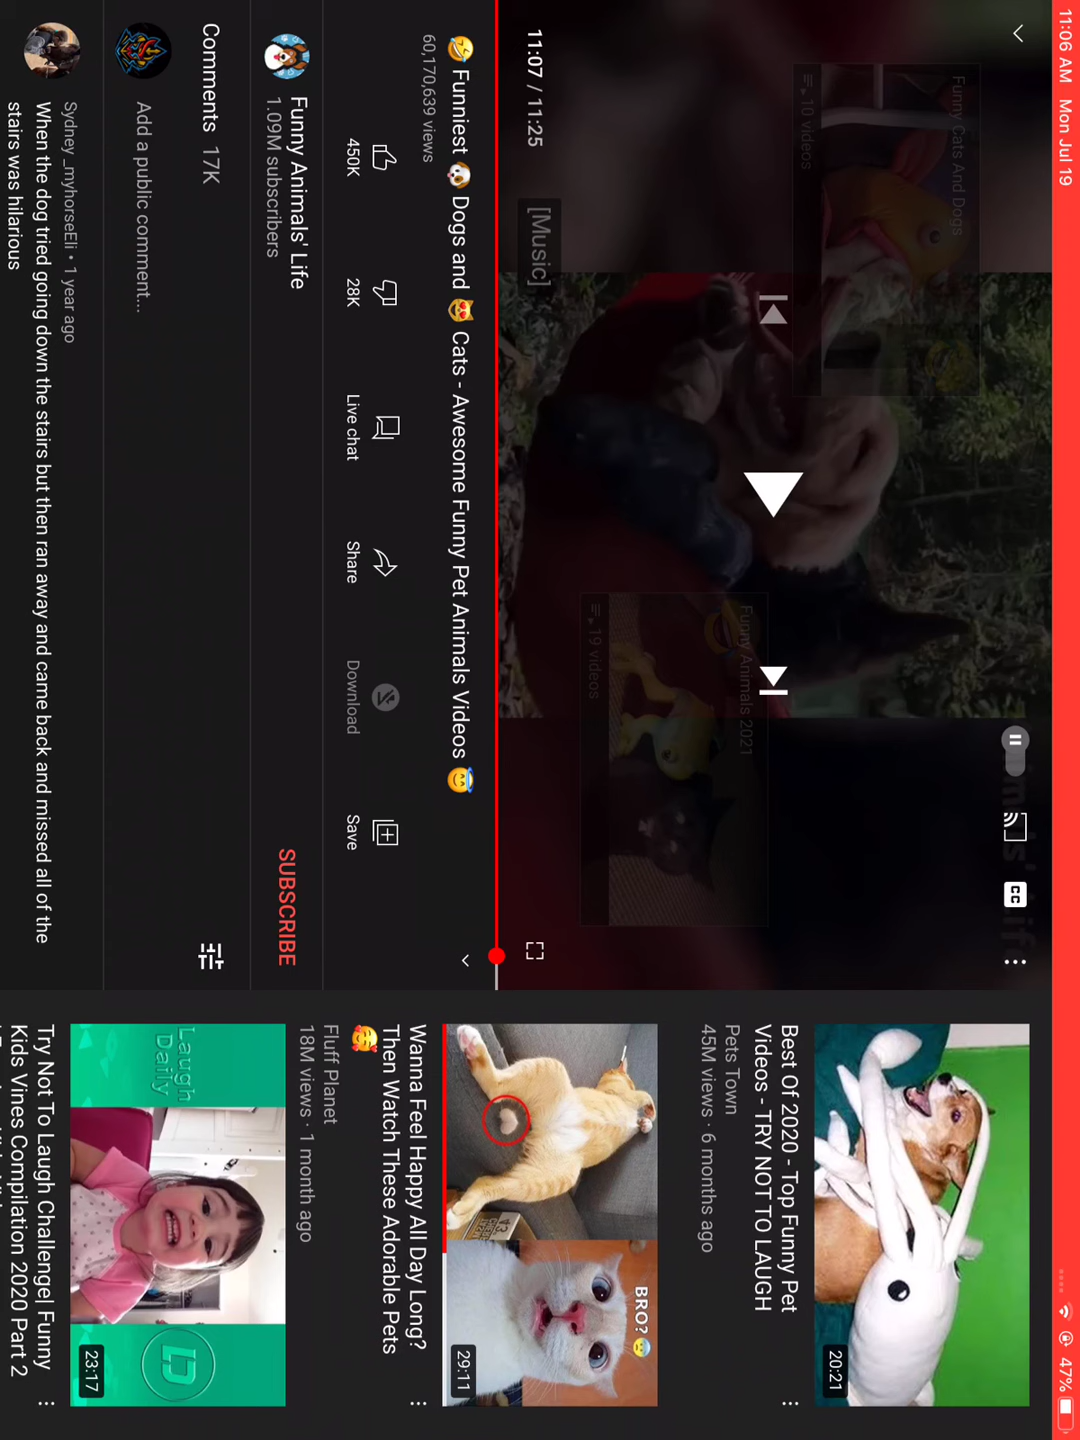 11:06 AM Mon Jul 19
47%
Funny Cats And Dogs
10 videos
Funny Animals 2021
19 videos
CC
[Music]
11:07 / 11:25
🤣 Funniest 🐶 Dogs and 😻 Cats - Awesome Funny Pet Animals Videos 😇
60,170,639 views
450K
28K
Live chat
Share
Download
Save
Funny Animals' Life
1.09M subscribers
SUBSCRIBE
Comments 17K
Add a public comment...
Sydney _myhorseEli • 1 year ago
When the dog tried going down the stairs but then ran away and came back and missed all of the
stairs was hilarious
20:21
Best Of 2020 - Top Funny Pet
Videos - TRY NOT TO LAUGH
Pets Town
45M views · 6 months ago
BRO? 😇
29:11
Wanna Feel Happy All Day Long?
Then Watch These Adorable Pets
🥰
Fluff Planet
18M views · 1 month ago
Laugh
Daily
23:17
Try Not To Laugh Challenge| Funny
Kids Vines Compilation 2020 Part 2